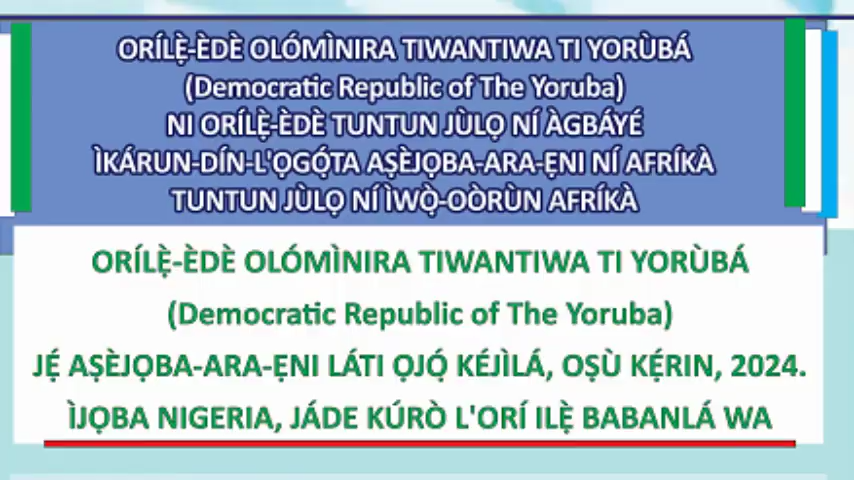 ORÍLẸ̀-ÈDÈ OLÓMÌNIRA TIWANTIWA TI YORÙBÁ
(Democratic Republic of The Yoruba)
NI ORÍLẸ̀-ÈDÈ TUNTUN JÙLỌ NÍ ÀGBÁYÉ
ÌKÁRUN-DÍN-L'ỌGỌ́TA AṢÈJỌBA-ARA-ẸNI NÍ AFRÍKÀ
TUNTUN JÙLỌ NÍ ÌWỌ̀-OÒRÙN AFRÍKÀ
ORÍLẸ̀-ÈDÈ OLÓMÌNIRA TIWANTIWA TI YORÙBÁ
(Democratic Republic of The Yoruba)
JẸ́ AṢÈJỌBA-ARA-ẸNI LÁTI ỌJỌ́ KÉJÌLÁ, OṢÙ KẸ́RIN, 2024.
ÌJỌBA NIGERIA, JÁDE KÚRÒ L'ORÍ ILẸ̀ BABANLÁ WA